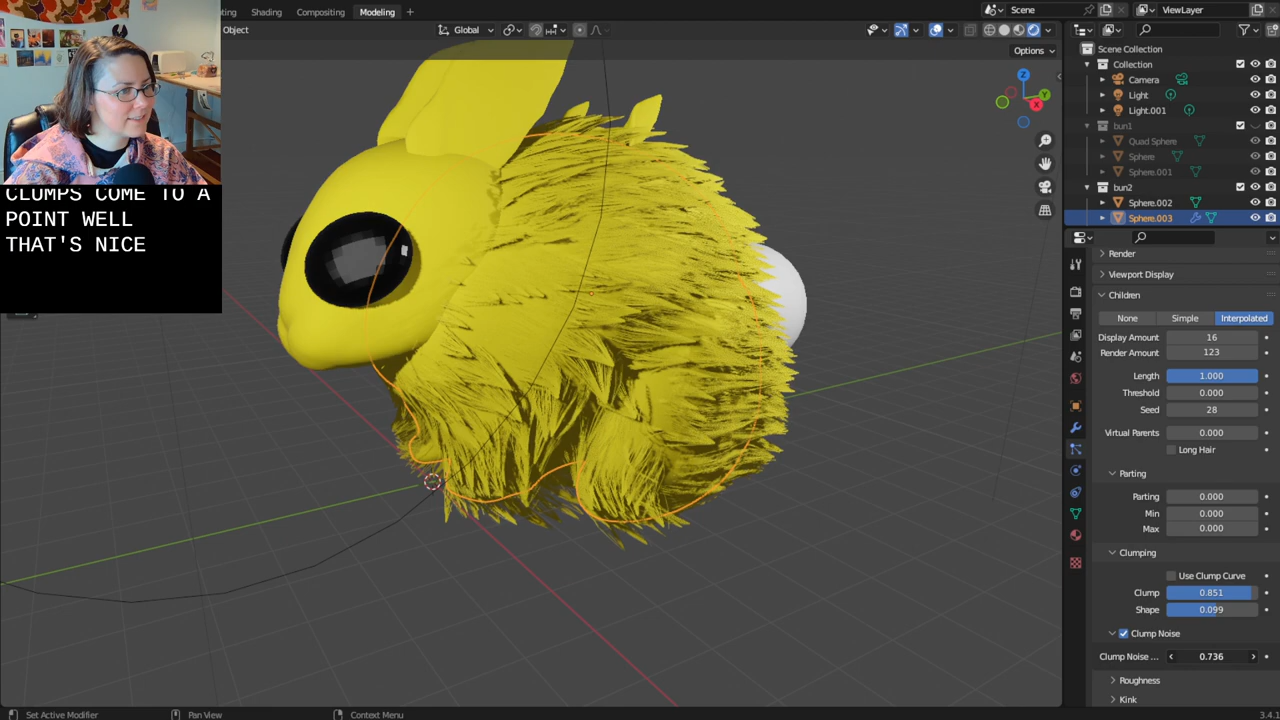 Shading
Compositing
Modeling
Scene
ViewLayer
Object
Global
Options
Scene Collection
Collection
Camera
Light
Light.001
bun1
Quad Sphere
Sphere
Sphere.001
bun2
Sphere.002
Sphere.003
Z
Y
X
CLUMPS COME TO A
POINT WELL
THAT'S NICE
Render
Viewport Display
Children
None Simple Interpolated
Display Amount 16
Render Amount 123
Length 1.000
Threshold 0.000
Seed 28
Virtual Parents 0.000
Long Hair
Parting
Parting 0.000
Min 0.000
Max 0.000
Clumping
Use Clump Curve
Clump 0.851
Shape 0.099
Clump Noise
Clump Noise ... 0.736
Roughness
Kink
Set Active Modifier Pan View Context Menu
3.4.1